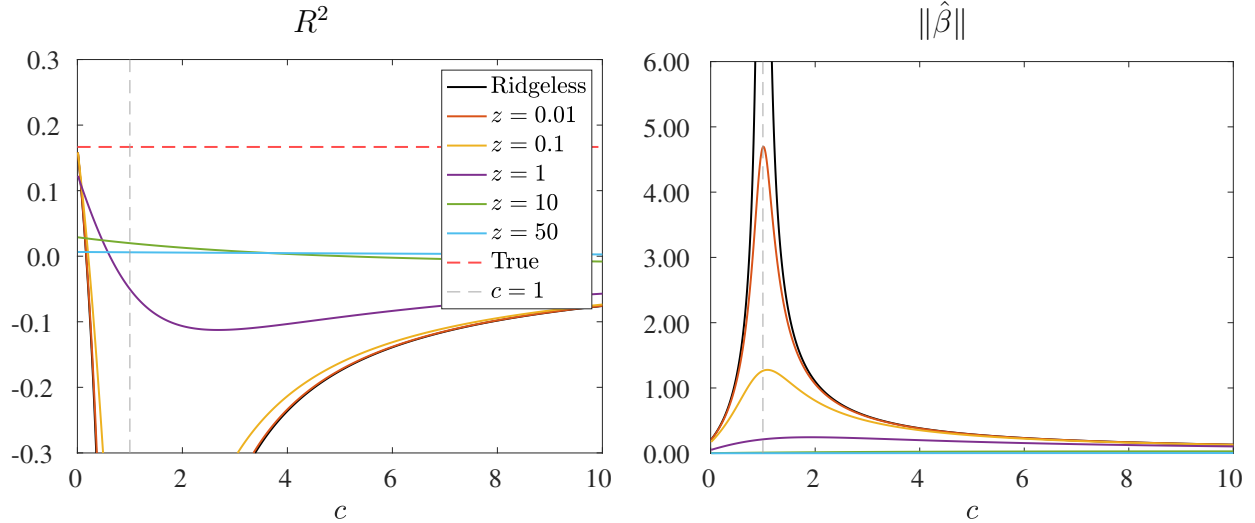 R²
0.3
0.2
0.1
0.0
-0.1
-0.2
-0.3
0 2 4 6 8 10
c
Ridgeless
z = 0.01
z = 0.1
z = 1
z = 10
z = 50
True
c = 1
‖β̂‖
6.00
5.00
4.00
3.00
2.00
1.00
0.00
0 2 4 6 8 10
c